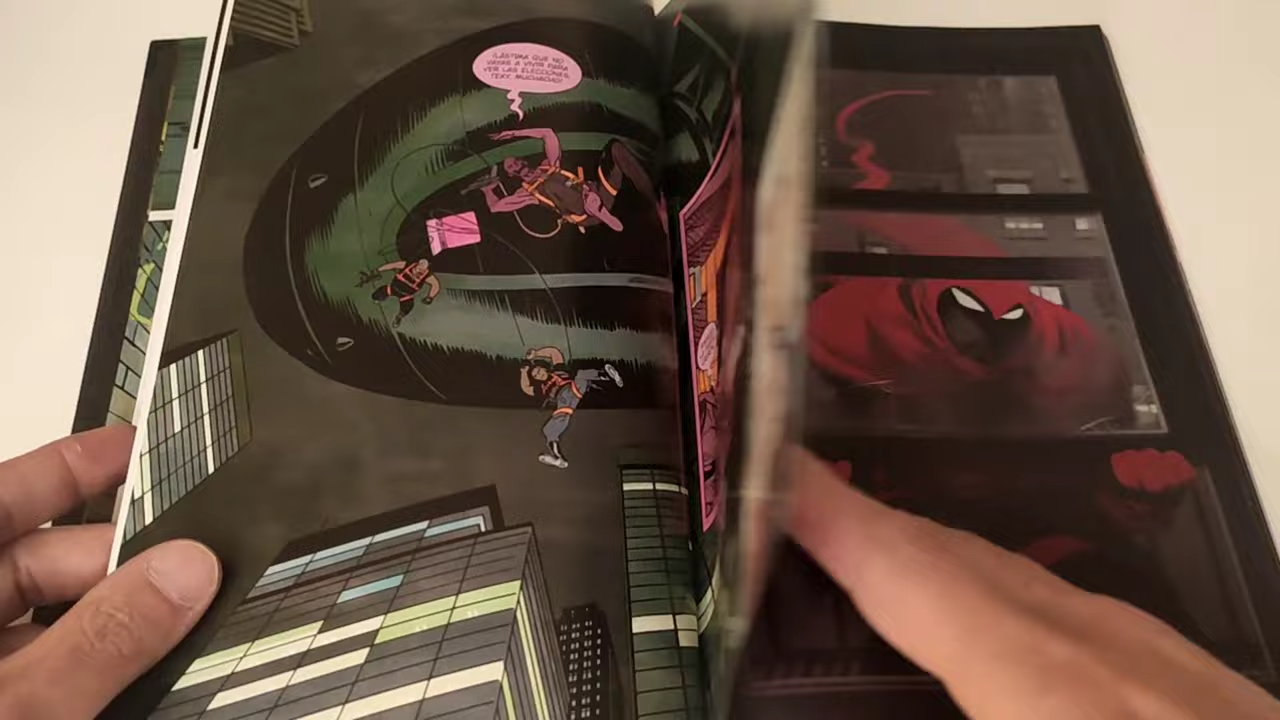 ¡LÁSTIMA QUE NO
VAYAS A VIVIR PARA
VER LAS ELECCIONES,
TEXY, MUCHACHO!